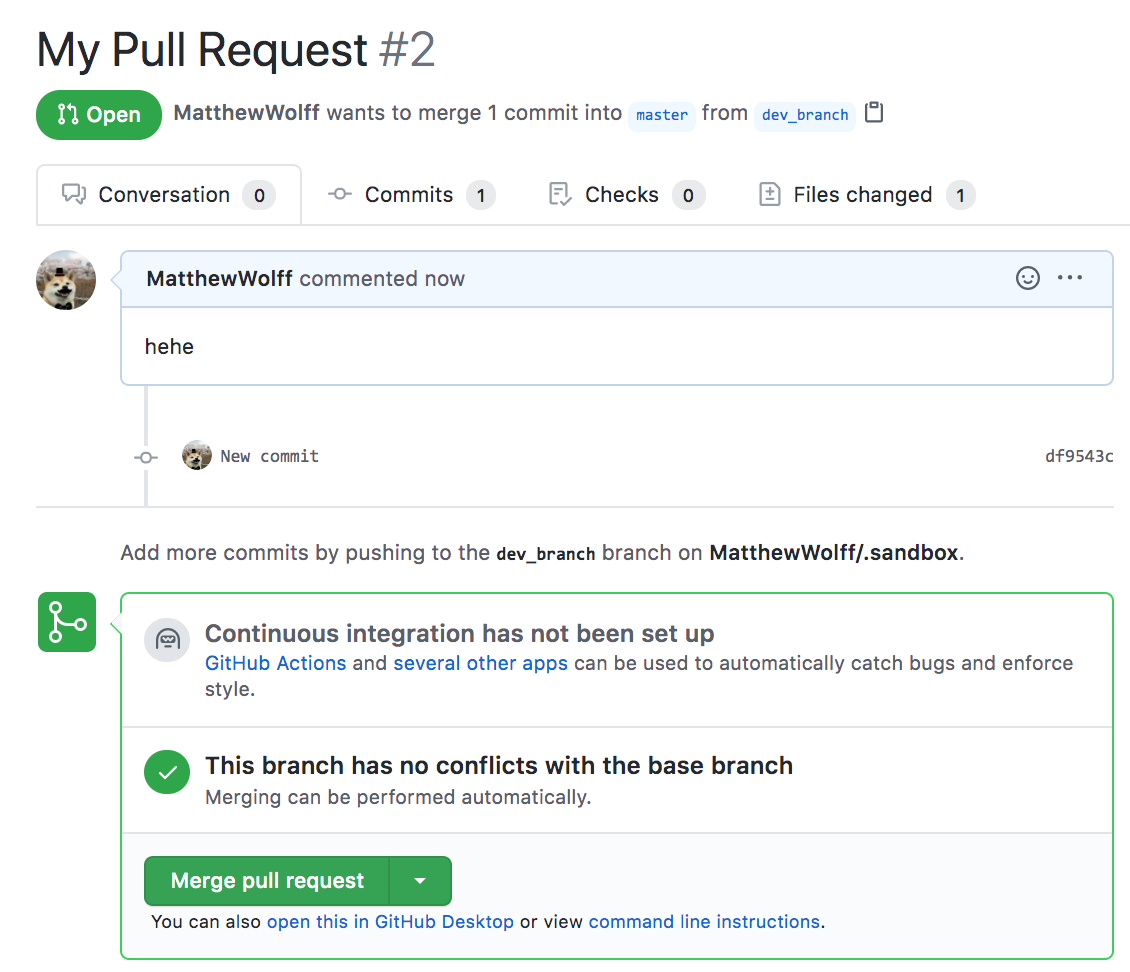 My Pull Request #2
Open MatthewWolff wants to merge 1 commit into master from dev_branch
Conversation 0 Commits 1 Checks 0 Files changed 1
MatthewWolff commented now
hehe
New commit df9543c
Add more commits by pushing to the dev_branch branch on MatthewWolff/.sandbox.
Continuous integration has not been set up
GitHub Actions and several other apps can be used to automatically catch bugs and enforce
style.
This branch has no conflicts with the base branch
Merging can be performed automatically.
Merge pull request
You can also open this in GitHub Desktop or view command line instructions.